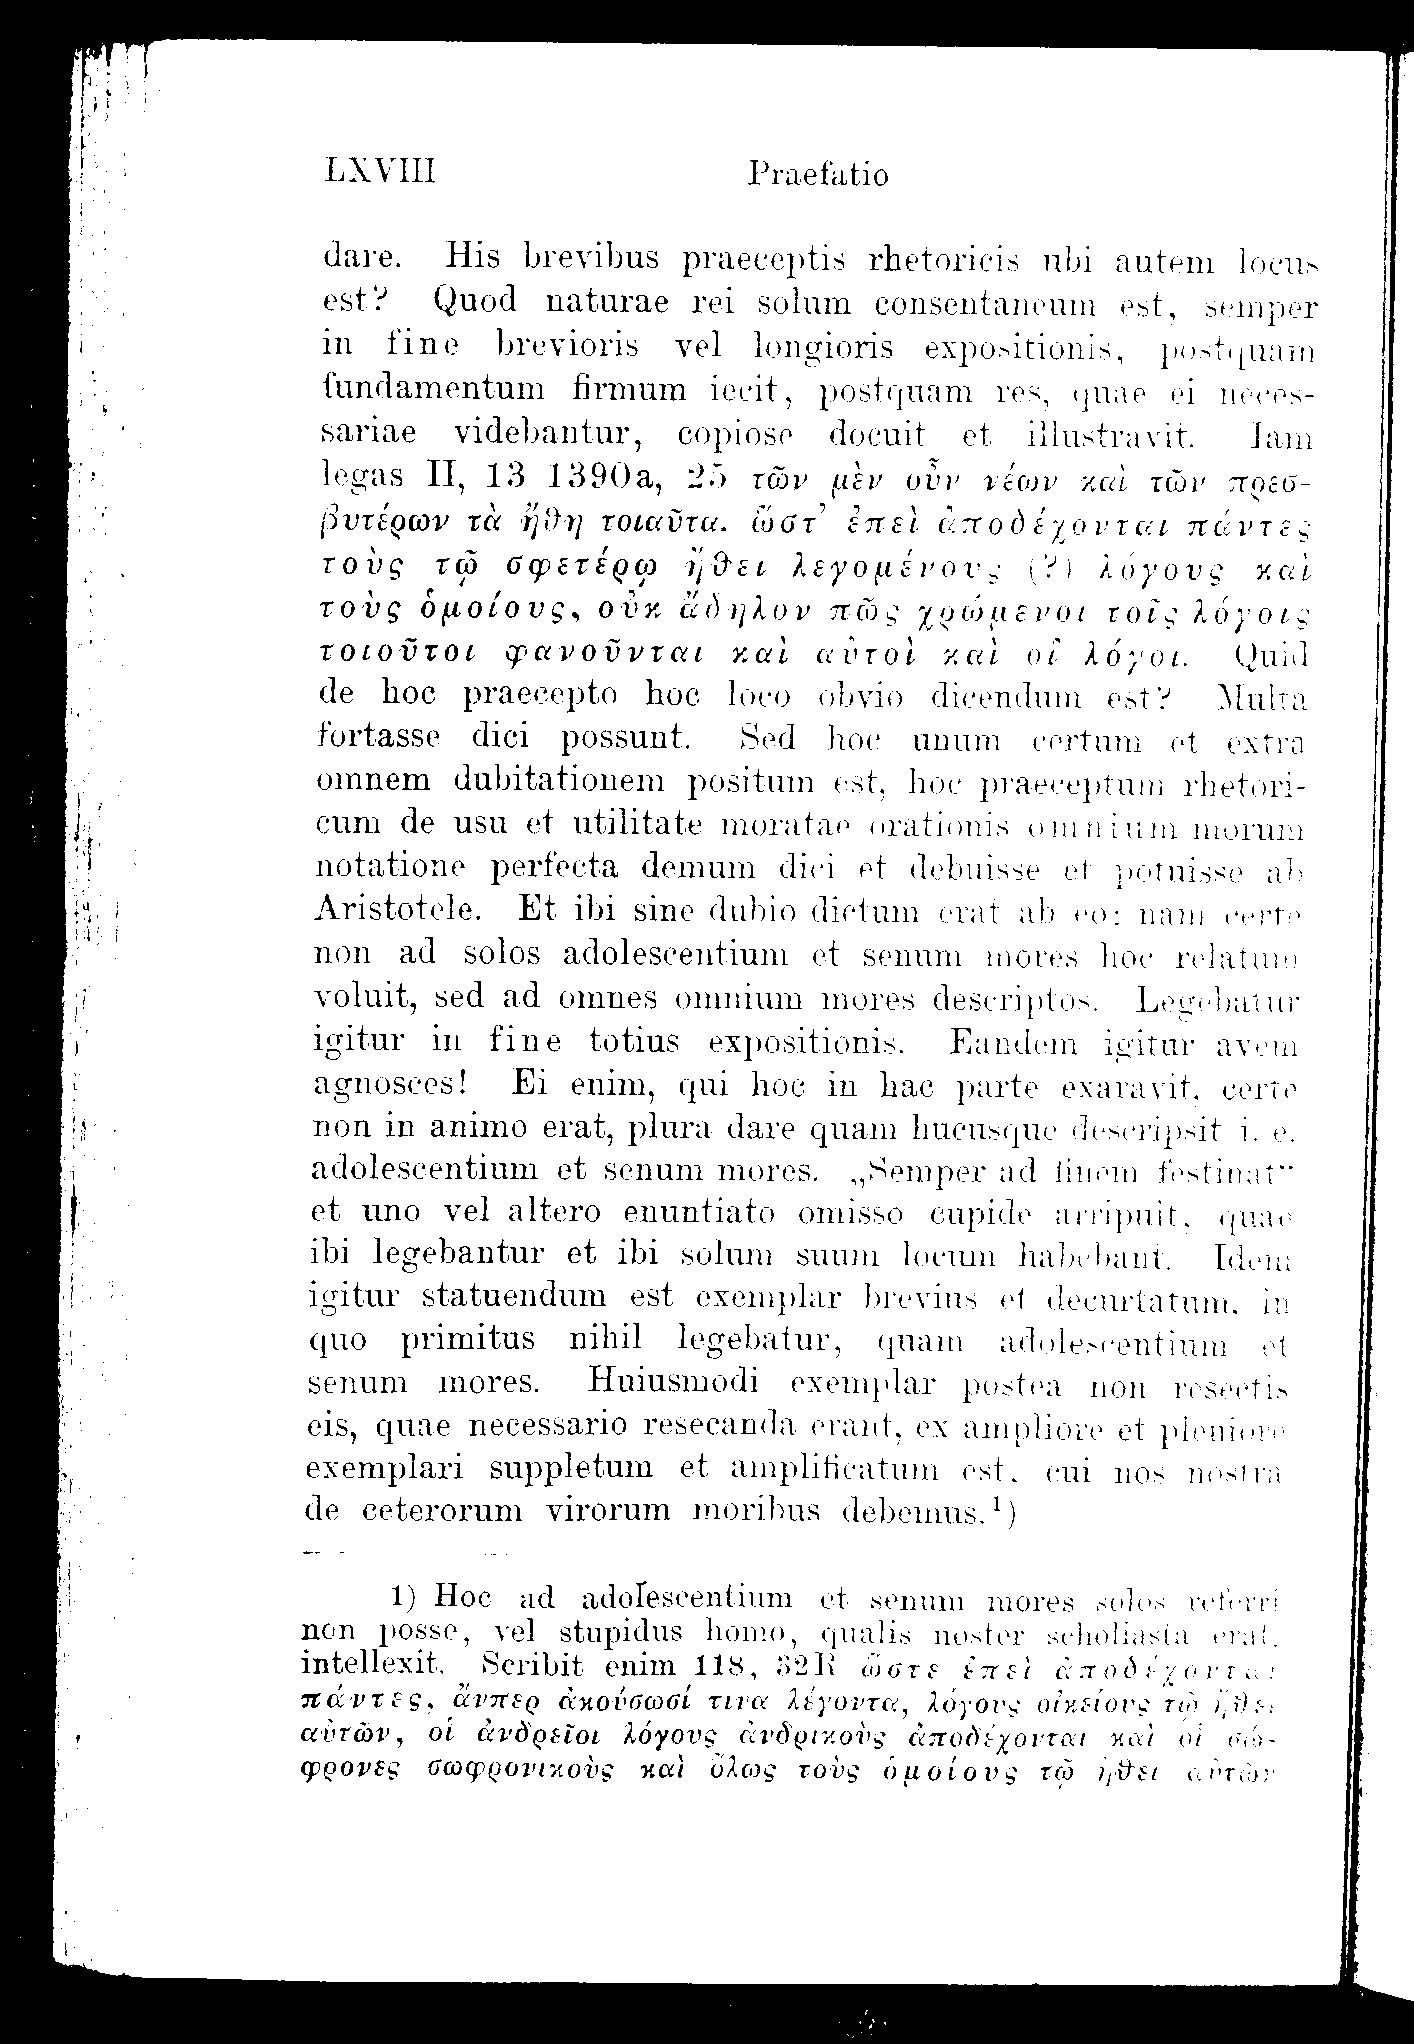 LXVIII Praefatio
dare. His brevibus praeceptis rhetoricis ubi autem locus
est? Quod naturae rei solum consentaneum est, semper
in fine brevioris vel longioris expositionis, postquam
fundamentum firmum iecit, postquam res, quae ei neces-
sariae videbantur, copiose docuit et illustravit. Iam
legas II, 13 1390a, 25 τῶν μὲν οὖν νέων καὶ τῶν πρεσ-
βυτέρων τὰ ἤθη τοιαῦτα. ὥστ' ἐπεὶ ἀποδέχονται πάντες
τοὺς τῷ σφετέρῳ ἤθει λεγομένους (?) λόγους καὶ
τοὺς ὁμοίους, οὐκ ἄδηλον πῶς χρώμενοι τοῖς λόγοις
τοιοῦτοι φανοῦνται καὶ αὐτοὶ καὶ οἱ λόγοι. Quid
de hoc praecepto hoc loco obvio dicendum est? Multa
fortasse dici possunt. Sed hoc unum certum et extra
omnem dubitationem positum est, hoc praeceptum rhetori-
cum de usu et utilitate moratae orationis omnium morum
notatione perfecta demum dici et debuisse et potuisse ab
Aristotele. Et ibi sine dubio dictum erat ab eo: nam certe
non ad solos adolescentium et senum mores hoc relatum
voluit, sed ad omnes omnium mores descriptos. Legebatur
igitur in fine totius expositionis. Eandem igitur avem
agnosces! Ei enim, qui hoc in hac parte exaravit, certe
non in animo erat, plura dare quam hucusque descripsit i. e.
adolescentium et senum mores. „Semper ad finem festinat“
et uno vel altero enuntiato omisso cupide arripuit, quae
ibi legebantur et ibi solum suum locum habebant. Idem
igitur statuendum est exemplar brevius et decurtatum, in
quo primitus nihil legebatur, quam adolescentium et
senum mores. Huiusmodi exemplar postea non resectis
eis, quae necessario resecanda erant, ex ampliore et pleniore
exemplari suppletum et amplificatum est, cui nos nostra
de ceterorum virorum moribus debemus.¹)
1) Hoc ad adolescentium et senum mores solos referri
non posse, vel stupidus homo, qualis noster scholiasta erat,
intellexit. Scribit enim 118, 32R ὥστε ἐπεὶ ἀποδέχονται
πάντες, ἄνπερ ἀκούσωσί τινα λέγοντα, λόγους οἰκείους τῷ ἤθει
αὐτῶν, οἱ ἀνδρεῖοι λόγους ἀνδρικοὺς ἀποδέχονται καὶ οἱ σώ-
φρονες σωφρονικοὺς καὶ ὅλως τοὺς ὁμοίους τῷ ἤθει αὐτῶν